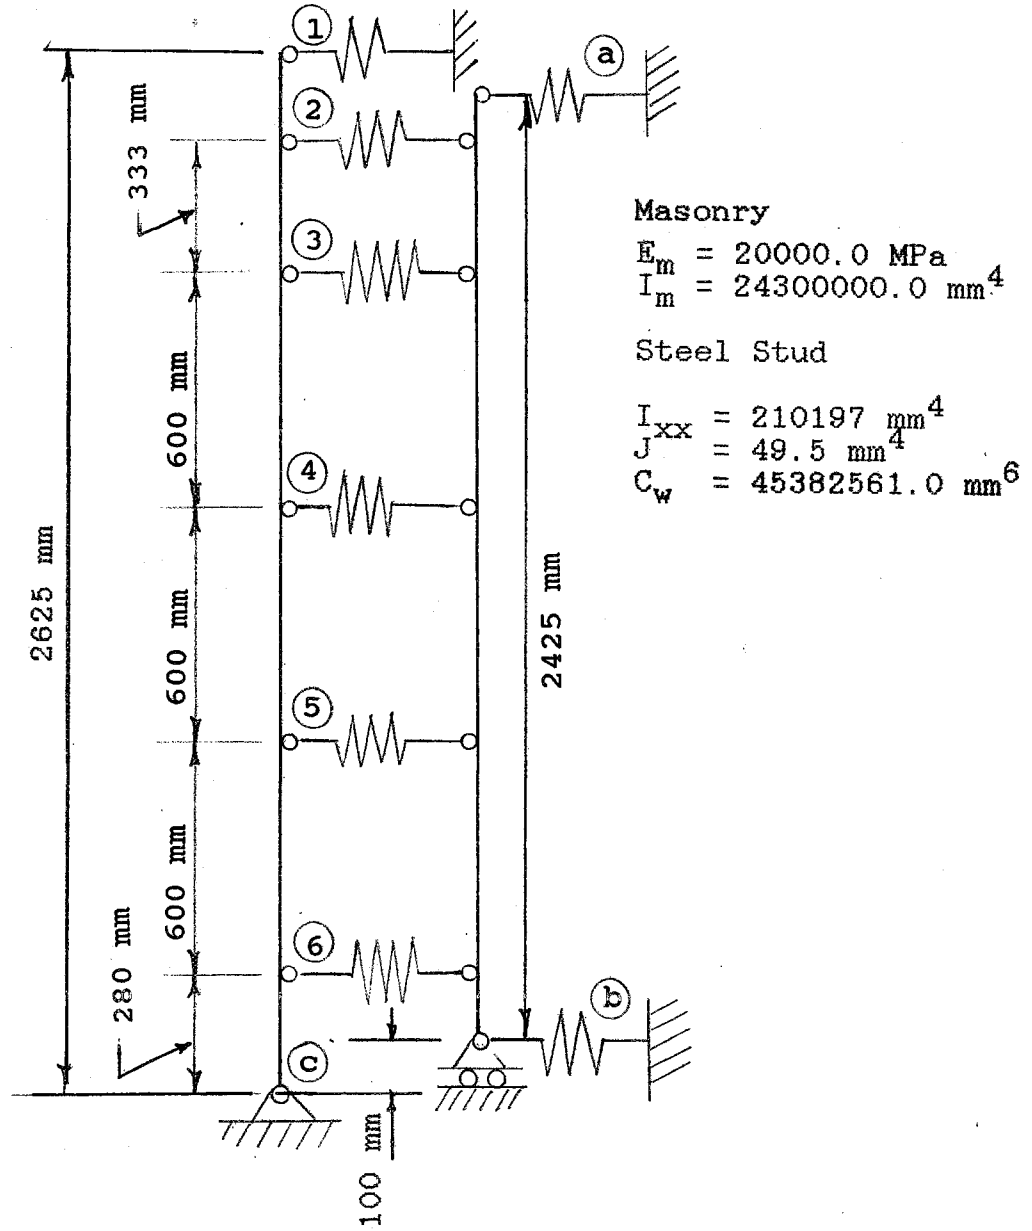 1
a
2
333 mm
3
600 mm
4
2625 mm
600 mm
5
2425 mm
600 mm
6
280 mm
b
c
100 mm
Masonry
Em = 20000.0 MPa
Im = 24300000.0 mm4
Steel Stud
Ixx = 210197 mm4
J = 49.5 mm4
Cw = 45382561.0 mm6